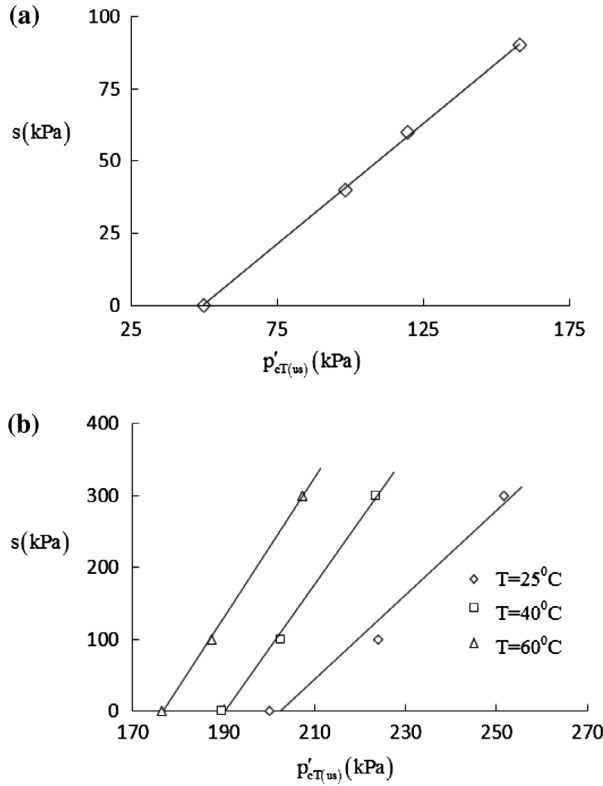 (a)
100
75
50
25
0
s(kPa)
25 75 125 175
p′cT(us)(kPa)
(b)
400
300
200
100
0
s(kPa)
T=25⁰C
T=40⁰C
T=60⁰C
170 190 210 230 250 270
p′cT(us)(kPa)